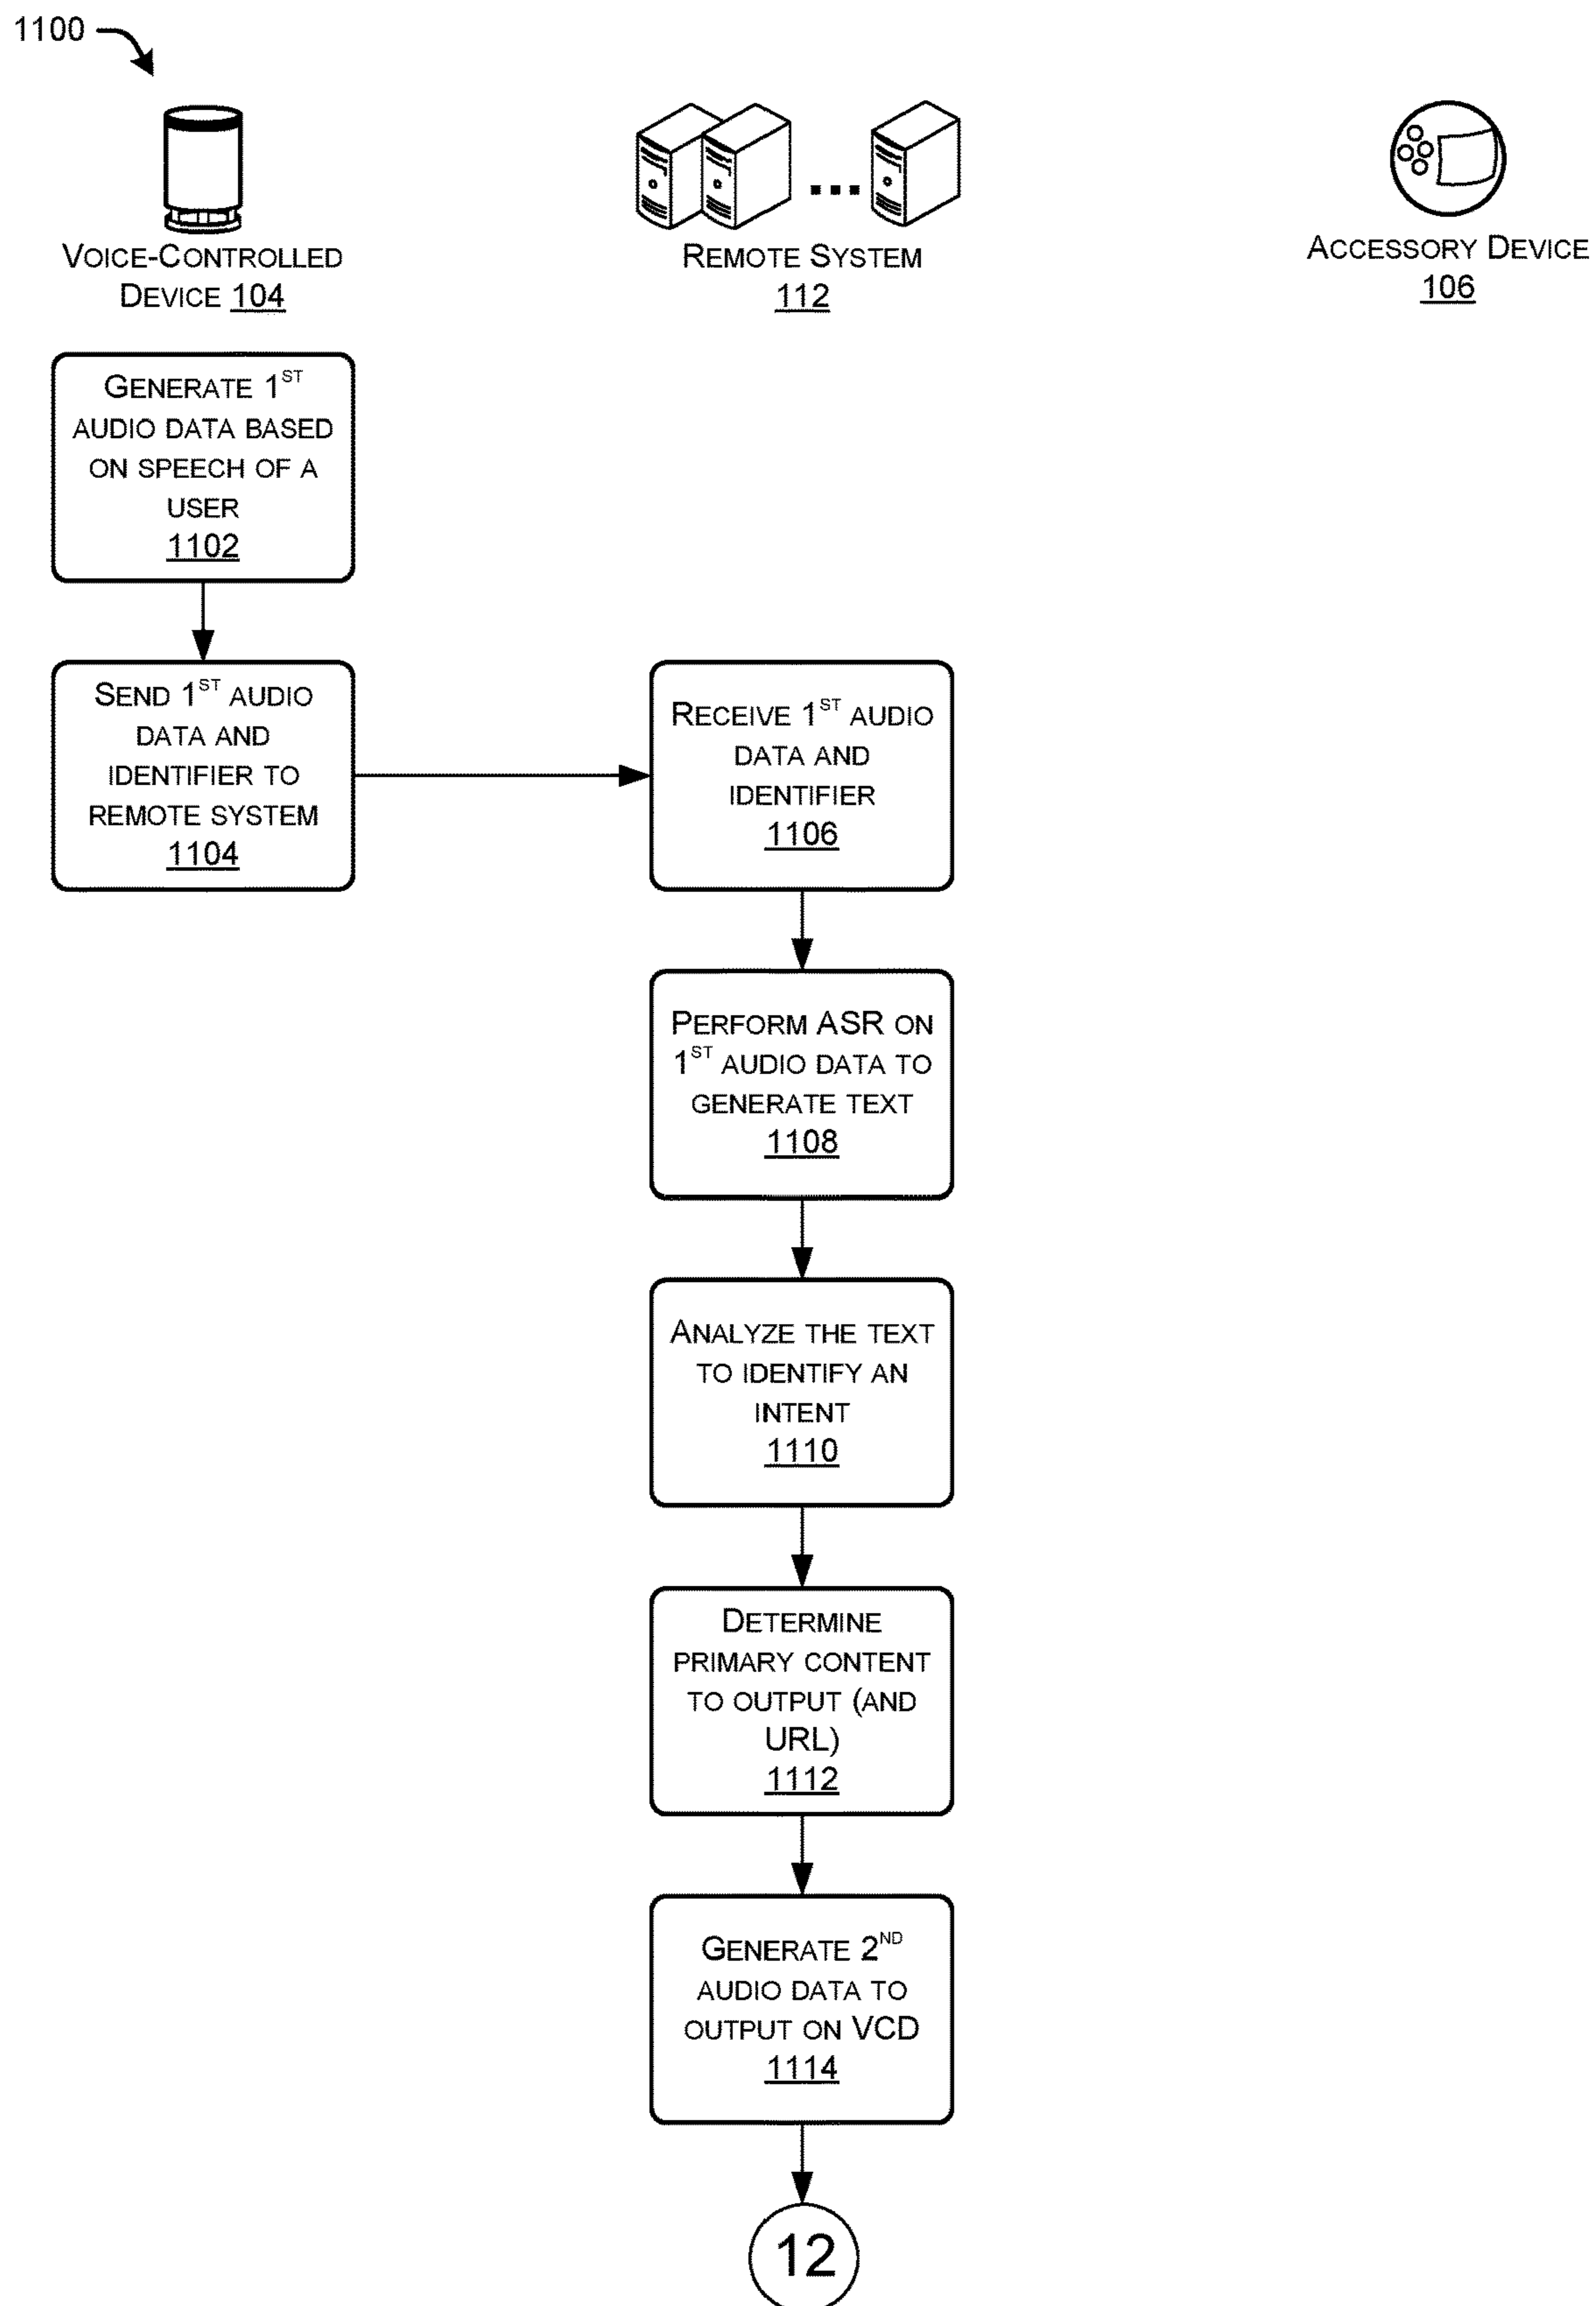 1100
VOICE-CONTROLLED
DEVICE 104
REMOTE SYSTEM
112
ACCESSORY DEVICE
106
GENERATE 1ST
AUDIO DATA BASED
ON SPEECH OF A
USER
1102
SEND 1ST AUDIO
DATA AND
IDENTIFIER TO
REMOTE SYSTEM
1104
RECEIVE 1ST AUDIO
DATA AND
IDENTIFIER
1106
PERFORM ASR ON
1ST AUDIO DATA TO
GENERATE TEXT
1108
ANALYZE THE TEXT
TO IDENTIFY AN
INTENT
1110
DETERMINE
PRIMARY CONTENT
TO OUTPUT (AND
URL)
1112
GENERATE 2ND
AUDIO DATA TO
OUTPUT ON VCD
1114
12